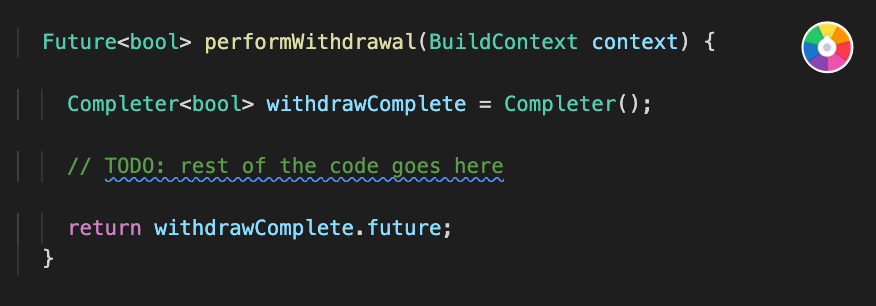 Future<bool> performWithdrawal(BuildContext context) {
Completer<bool> withdrawComplete = Completer();
// TODO: rest of the code goes here
return withdrawComplete.future;
}